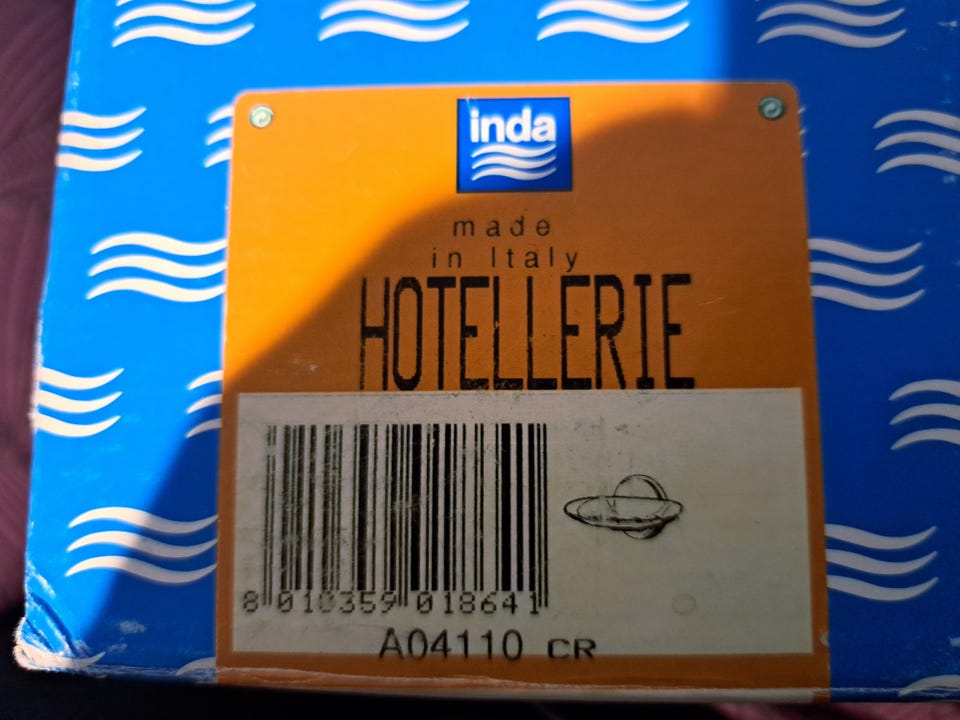 inda
made
in Italy
HOTELLERIE
8 010359 018641
A04110 CR